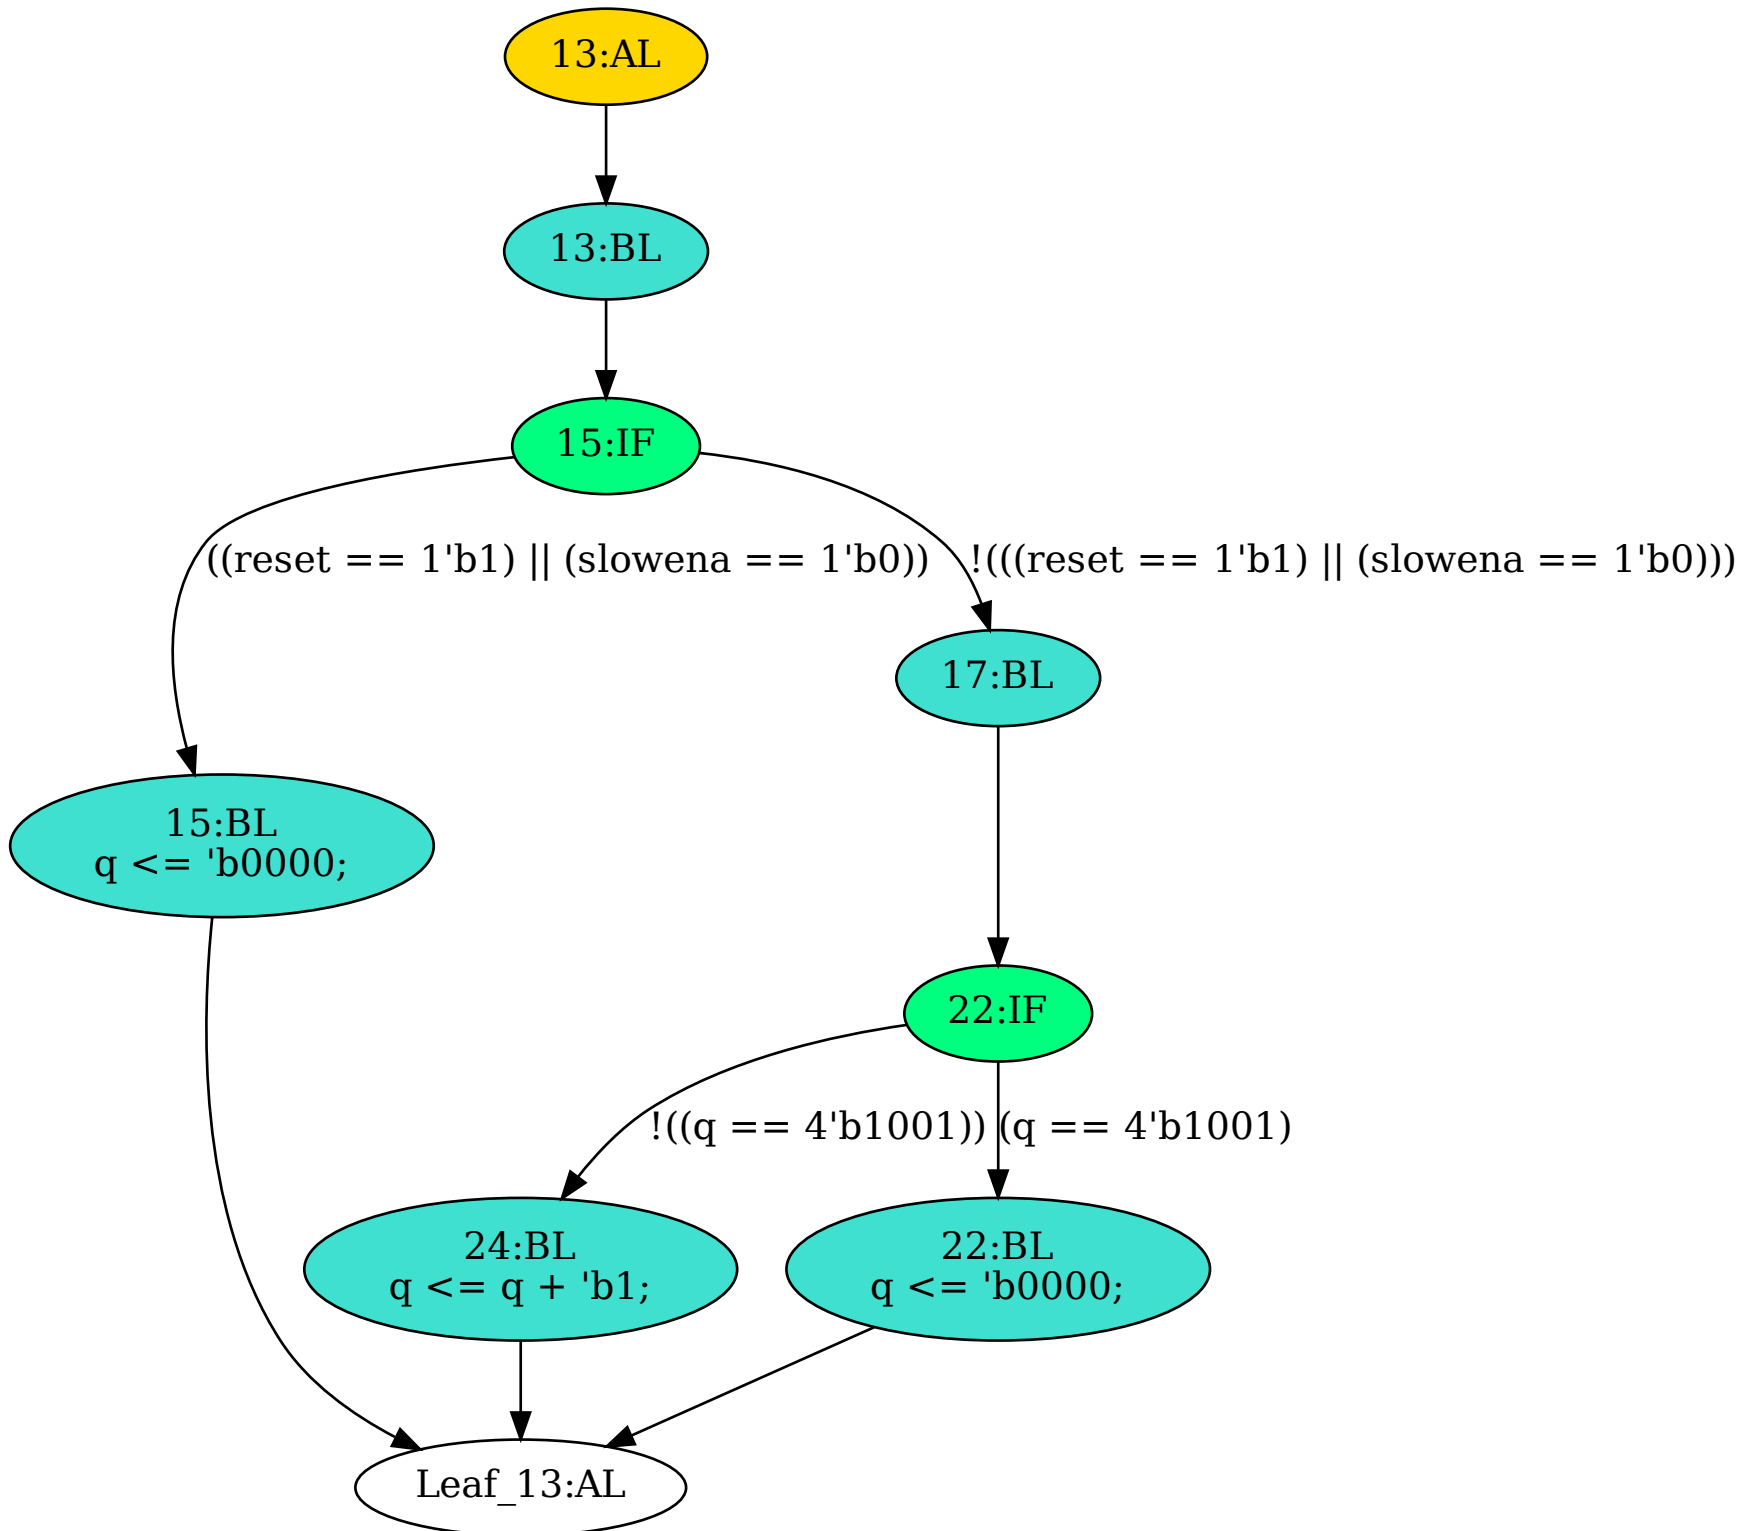 13:AL
13:BL
15:IF
((reset == 1'b1) || (slowena == 1'b0))
!(((reset == 1'b1) || (slowena == 1'b0)))
17:BL
15:BL
q <= 'b0000;
22:IF
!((q == 4'b1001))
(q == 4'b1001)
24:BL
q <= q + 'b1;
22:BL
q <= 'b0000;
Leaf_13:AL